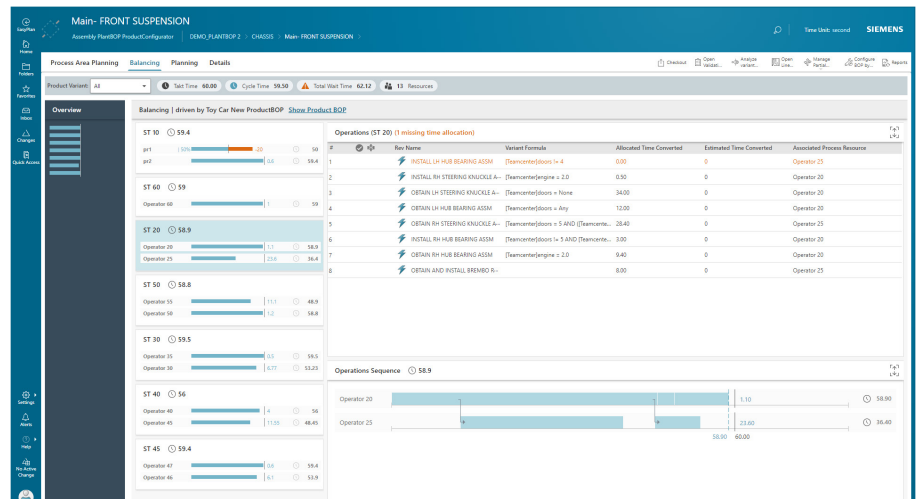 Main- FRONT SUSPENSION
Assembly PlantBOP ProductConfigurator | DEMO_PLANTBOP 2 > CHASSIS > Main- FRONT SUSPENSION >
Time Unit: second SIEMENS
EasyPlan
Home
Folders
Favorites
Inbox
Changes
Quick Access
Settings
Alerts
Help
No Active Change
Process Area Planning Balancing Planning Details
Checkout Open Validati... Analyze variant... Open Line... Manage Partial... Configure BOP by... Reports
Product Variant: All Takt Time 60.00 Cycle Time 59.50 Total Wait Time 62.12 13 Resources
Overview
Balancing | driven by Toy Car New ProductBOP Show Product BOP
ST 10 59.4
pr1 -20 50
pr2 0.6 59.4
ST 60 59
Operator 60 1 59
ST 20 58.9
Operator 20 1.1 58.9
Operator 25 23.6 36.4
ST 50 58.8
Operator 55 11.1 48.9
Operator 50 1.2 58.8
ST 30 59.5
Operator 35 0.5 59.5
Operator 30 6.77 53.23
ST 40 56
Operator 40 4 56
Operator 45 11.55 48.45
ST 45 59.4
Operator 47 0.6 59.4
Operator 46 6.1 53.9
Operations (ST 20) (1 missing time allocation)
# Rev Name Variant Formula Allocated Time Converted Estimated Time Converted Associated Process Resource
1 INSTALL LH HUB BEARING ASSM [Teamcenter]doors != 4 0.00 0 Operator 25
2 INSTALL RH STEERING KNUCKLE A-- [Teamcenter]engine = 2.0 0.50 0 Operator 20
3 OBTAIN LH STEERING KNUCKLE A-- [Teamcenter]doors = None 34.00 0 Operator 20
4 OBTAIN LH HUB BEARING ASSM [Teamcenter]doors = Any 12.00 0 Operator 20
5 OBTAIN RH STEERING KNUCKLE A-- [Teamcenter]doors = 5 AND ([Teamcente... 28.40 0 Operator 25
6 INSTALL RH HUB BEARING ASSM [Teamcenter]doors != 5 AND [Teamcente... 3.00 0 Operator 20
7 OBTAIN RH HUB BEARING ASSM [Teamcenter]engine = 2.0 9.40 0 Operator 20
8 OBTAIN AND INSTALL BREMBO R-- 8.00 0 Operator 25
Operations Sequence 58.9
Operator 20 1.10 58.90
Operator 25 23.60 36.40
58.90 60.00